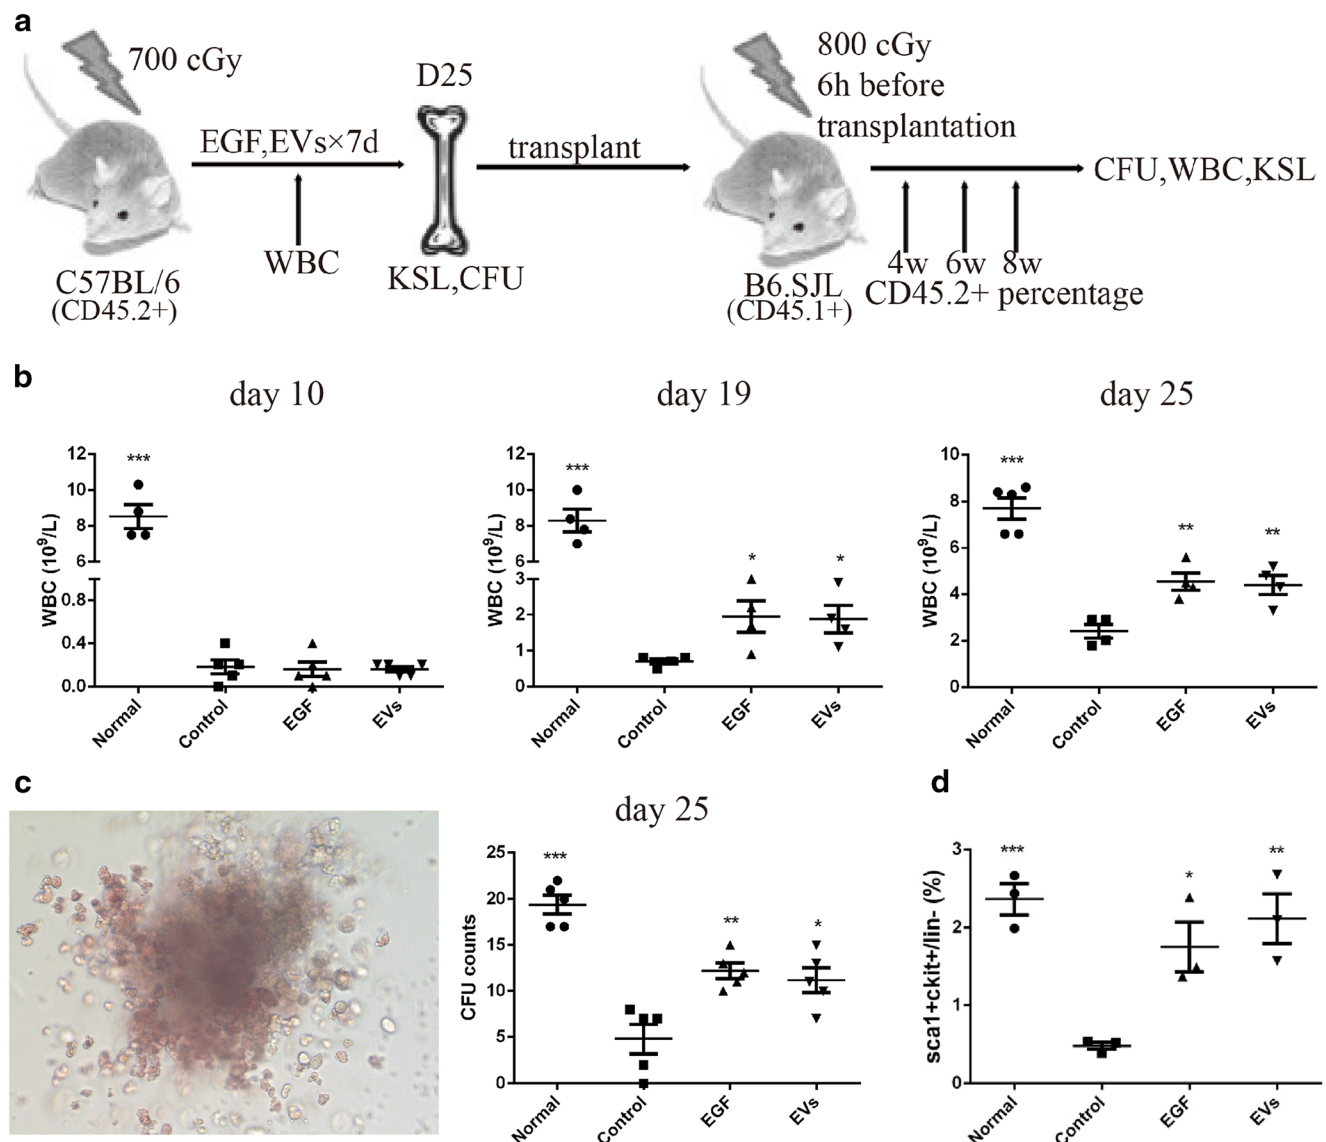 a
700 cGy
EGF,EVs×7d
WBC
C57BL/6
(CD45.2+)
D25
KSL,CFU
transplant
800 cGy
6h before
transplantation
B6.SJL
(CD45.1+)
4w 6w 8w
CD45.2+ percentage
CFU,WBC,KSL
b
day 10
WBC (10⁹/L)
12
10
8
6
0.8
0.4
0.0
***
Normal
Control
EGF
EVs
day 19
WBC (10⁹/L)
12
10
8
6
3
2
1
0
***
*
*
Normal
Control
EGF
EVs
day 25
WBC (10⁹/L)
10
8
6
4
2
0
***
**
**
Normal
Control
EGF
EVs
c
day 25
CFU counts
25
20
15
10
5
0
***
**
*
Normal
Control
EGF
EVs
d
sca1+ckit+/lin- (%)
3
2
1
0
***
*
**
Normal
Control
EGF
EVs